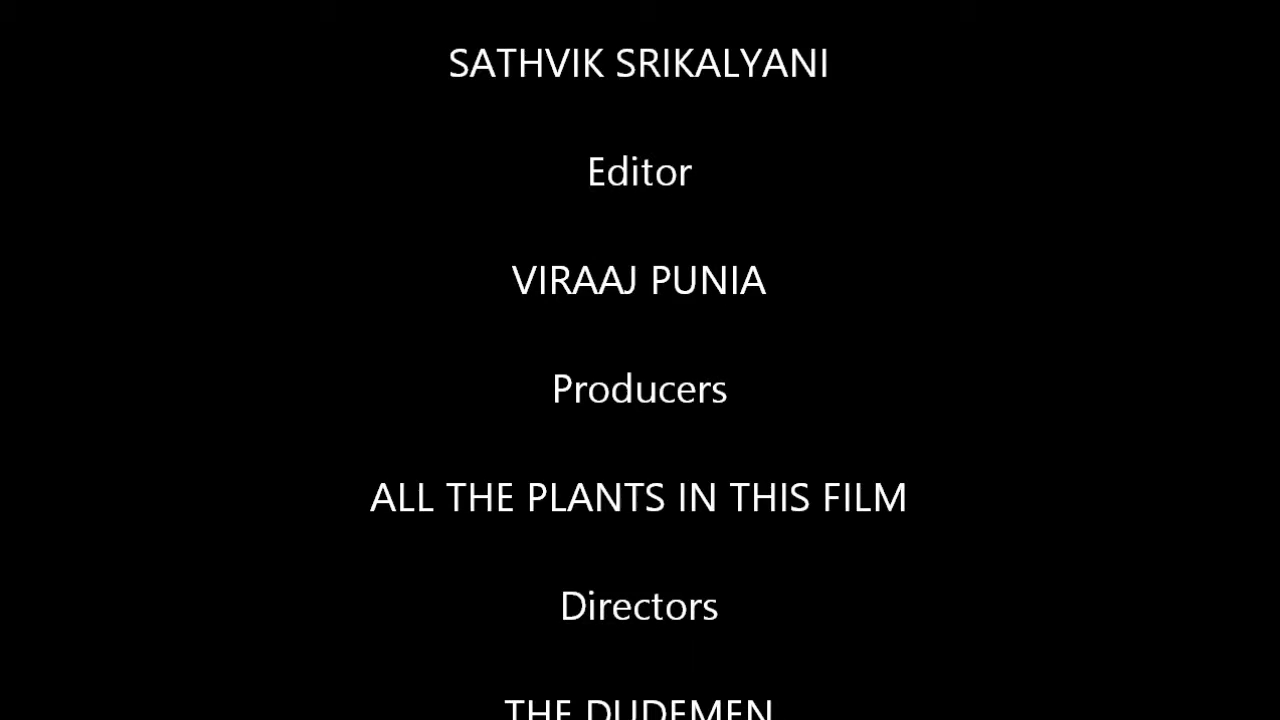 SATHVIK SRIKALYANI
Editor
VIRAAJ PUNIA
Producers
ALL THE PLANTS IN THIS FILM
Directors
THE DUDEMEN